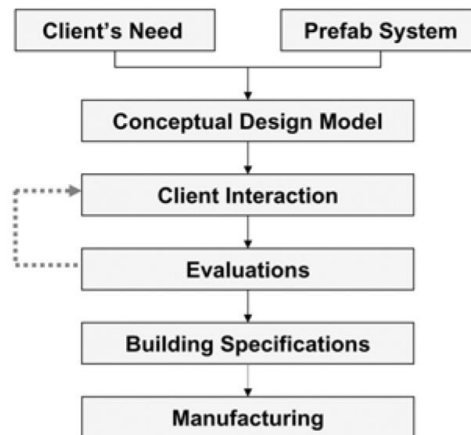 Client's Need
Prefab System
Conceptual Design Model
Client Interaction
Evaluations
Building Specifications
Manufacturing